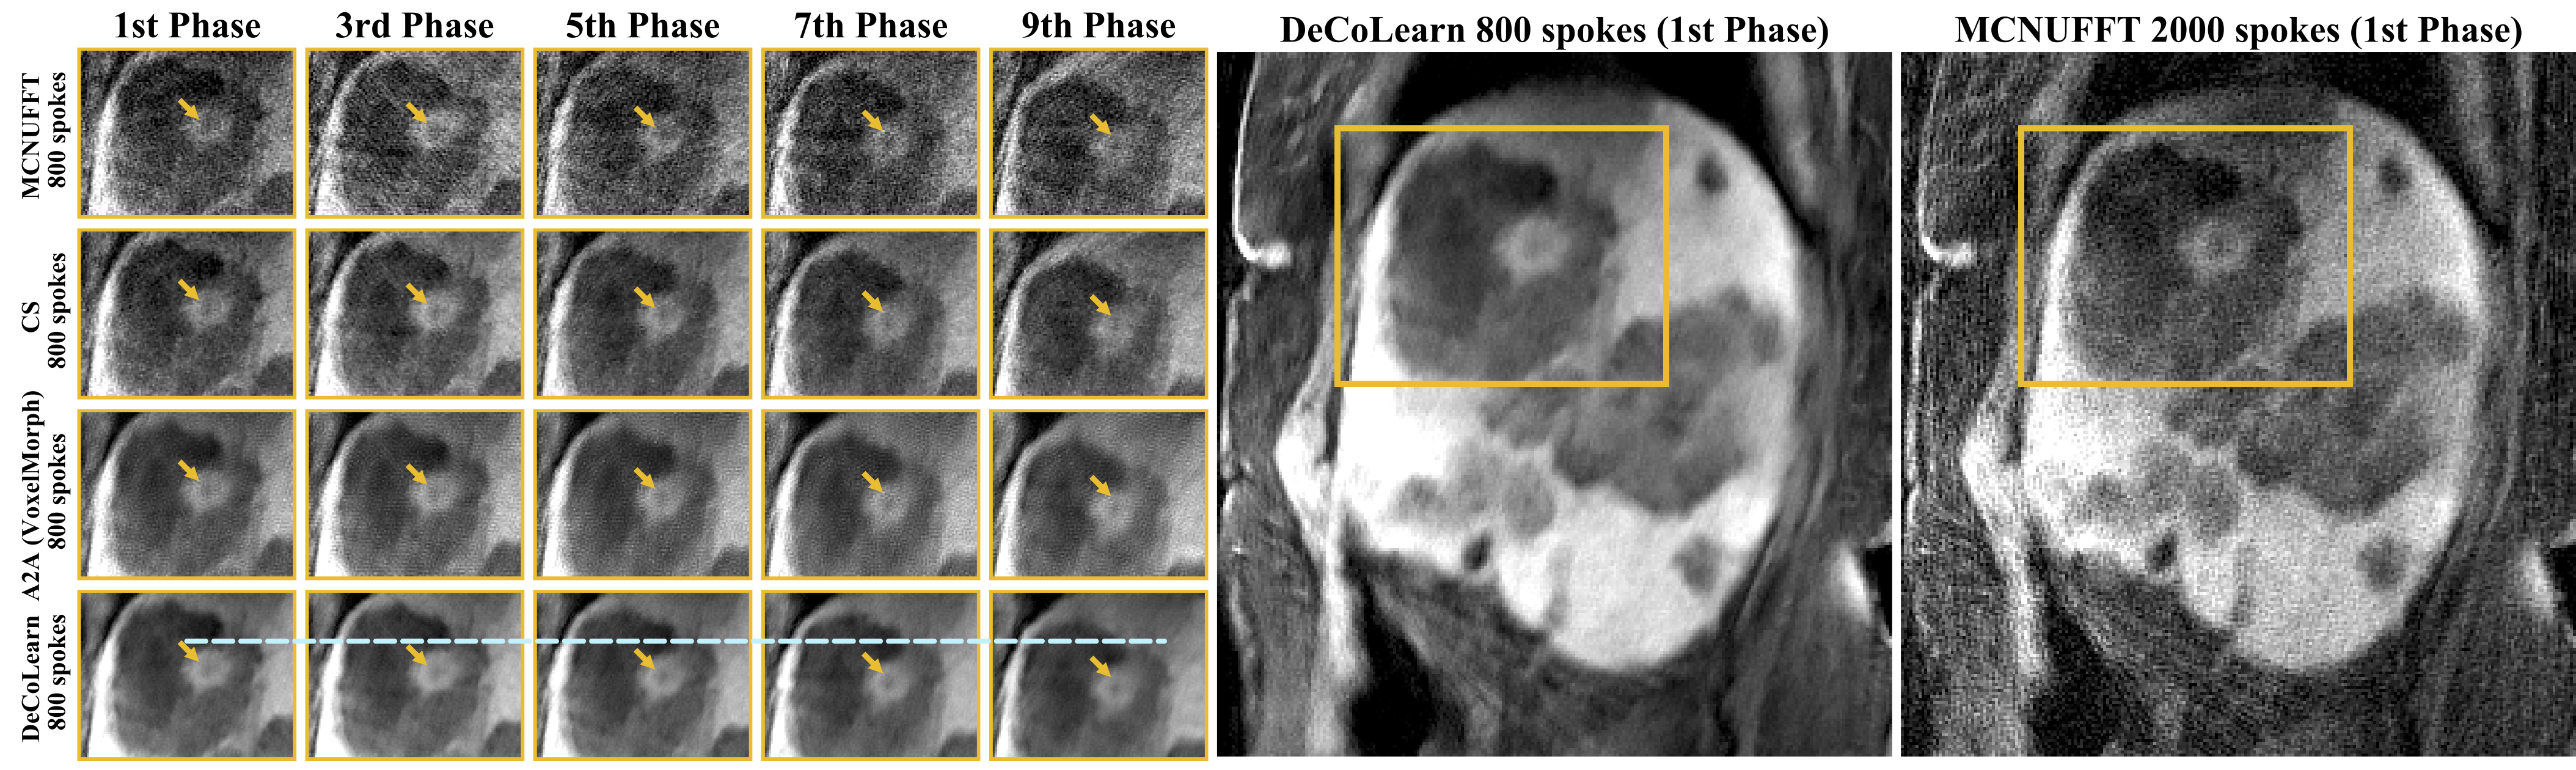 1st Phase 3rd Phase 5th Phase 7th Phase 9th Phase DeCoLearn 800 spokes (1st Phase) MCNUFFT 2000 spokes (1st Phase)
MCNUFFT
800 spokes
CS
800 spokes
A2A (VoxelMorph)
800 spokes
DeCoLearn
800 spokes